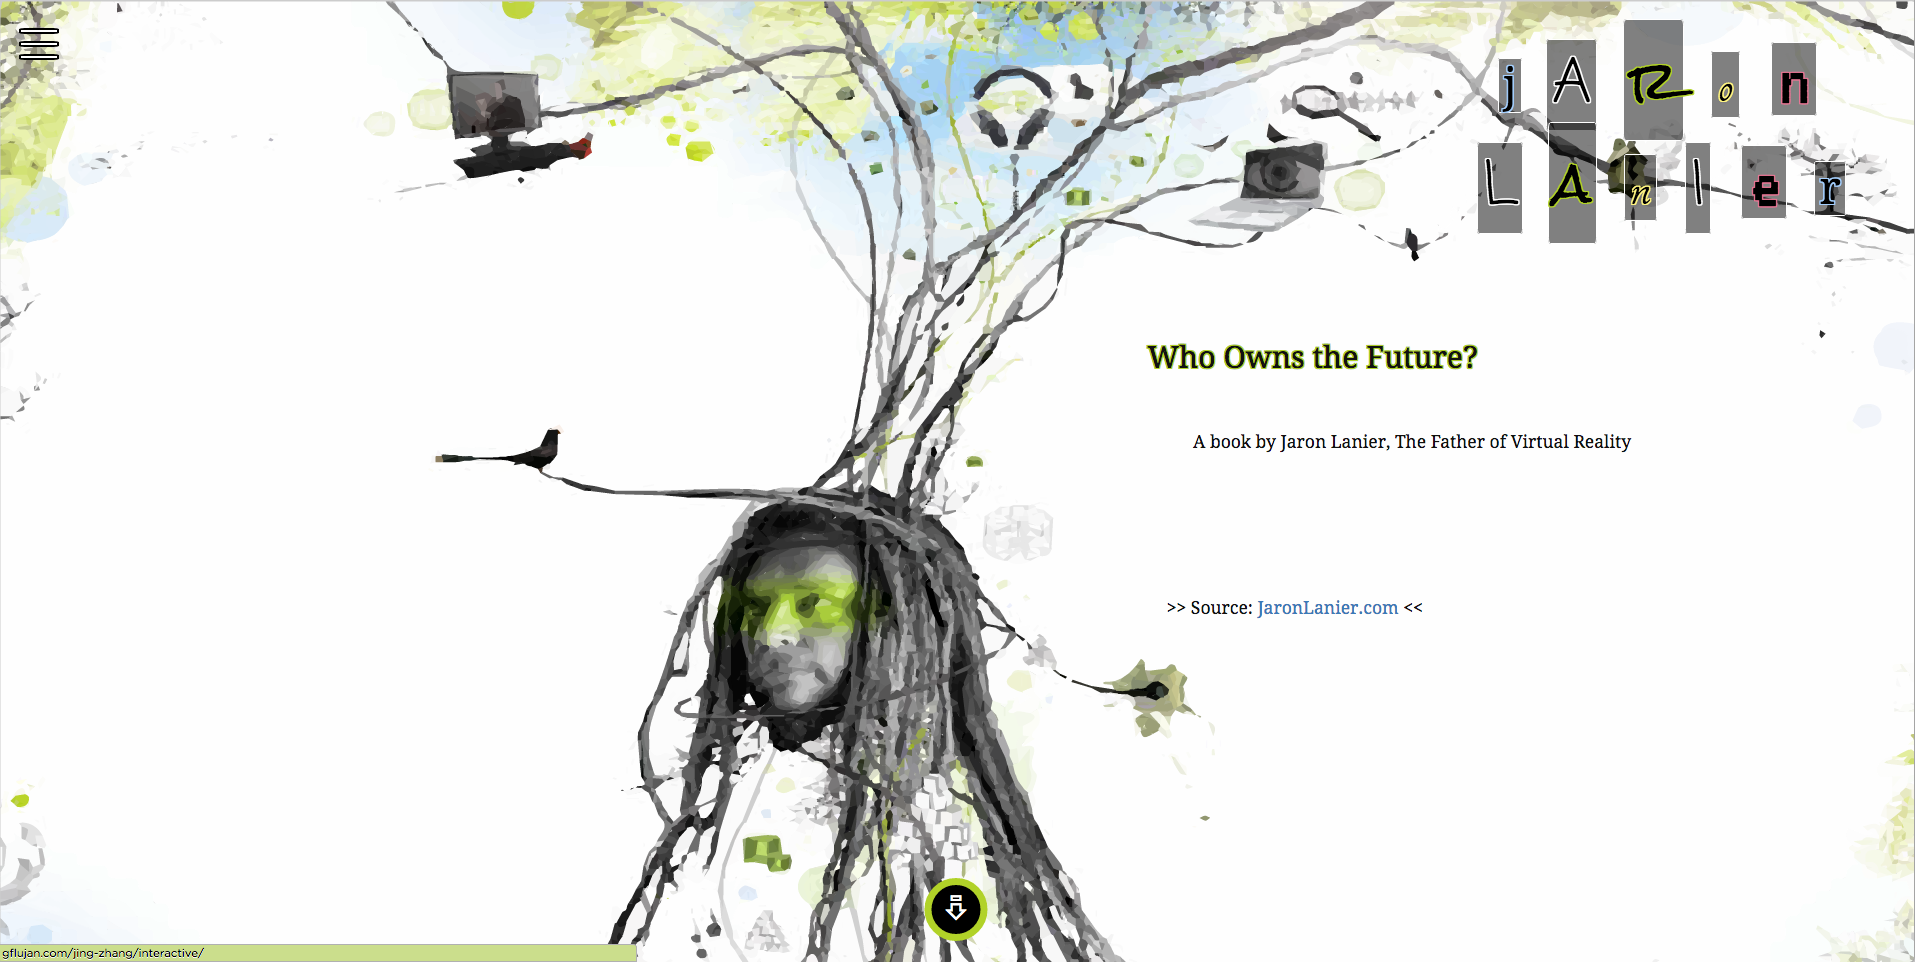 jARon
LAnIer
Who Owns the Future?
A book by Jaron Lanier, The Father of Virtual Reality
>> Source: JaronLanier.com <<
gflujan.com/jing-zhang/interactive/